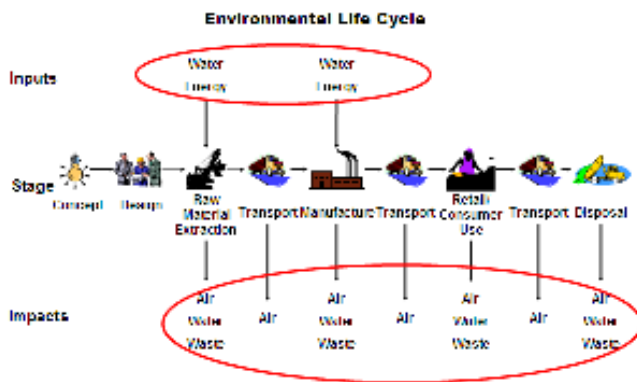 Environmental Life Cycle
Inputs
Water Water
Energy Energy
Stage
Concept Design Raw Material Extraction Transport Manufacture Transport Retail/ Consumer Use Transport Disposal
Impacts
Air Air Air Air Air Air Air
Water Water Water Water
Waste Waste Waste Waste